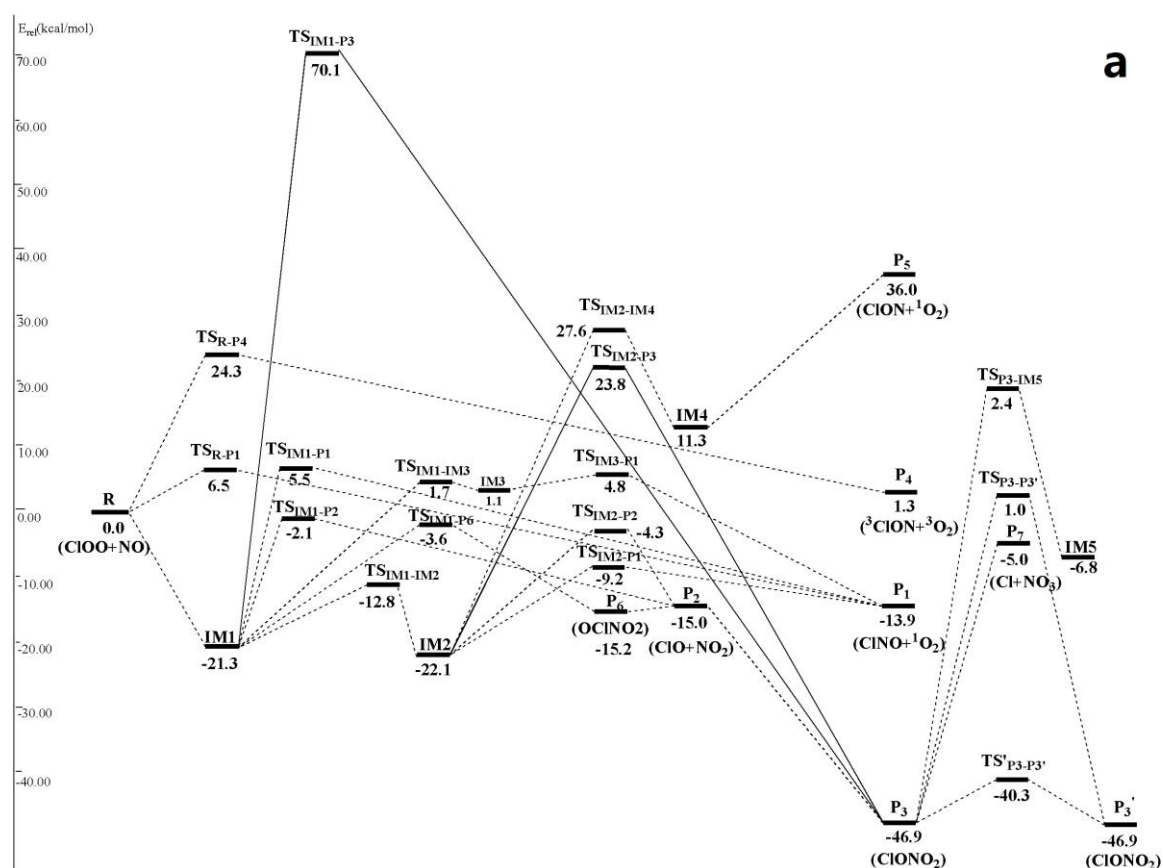 E_rel(kcal/mol)
a
TS_IM1-P3
70.1
70.00
60.00
50.00
40.00
30.00
20.00
10.00
0.00
-10.00
-20.00
-30.00
-40.00
P5
36.0
(ClON+¹O₂)
TS_IM2-IM4
27.6
TS_R-P4
24.3
TS_IM2-P3
23.8
TS_P3-IM5
2.4
IM4
11.3
TS_R-P1
6.5
TS_IM1-P1
5.5
TS_IM1-IM3
1.7
IM3
1.1
TS_IM3-P1
4.8
P4
1.3
(³ClON+³O₂)
TS_P3-P3'
1.0
R
0.0
(ClOO+NO)
TS_IM1-P2
-2.1
TS_IM1-P6
-3.6
TS_IM2-P2
-4.3
P7
-5.0
(Cl+NO₃)
IM5
-6.8
TS_IM2-P1
-9.2
TS_IM1-IM2
-12.8
P6
(OClNO2)
-15.2
P2
-15.0
(ClO+NO₂)
P1
-13.9
(ClNO+¹O₂)
IM1
-21.3
IM2
-22.1
TS'_P3-P3'
-40.3
P3
-46.9
(ClONO₂)
P3'
-46.9
(ClONO₂)